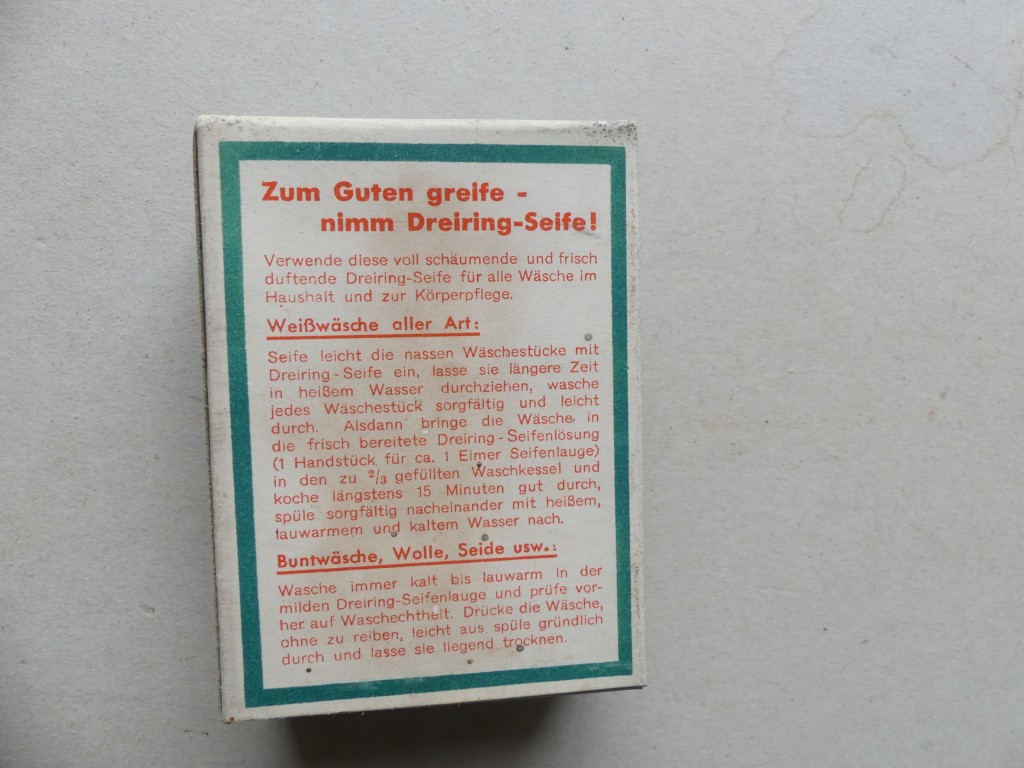 Zum Guten greife -
nimm Dreiring-Seife!
Verwende diese voll schäumende und frisch
duftende Dreiring-Seife für alle Wäsche im
Haushalt und zur Körperpflege.
Weißwäsche aller Art:
Seife leicht die nassen Wäschestücke mit
Dreiring-Seife ein, lasse sie längere Zeit
in heißem Wasser durchziehen, wasche
jedes Wäschestück sorgfältig und leicht
durch. Alsdann bringe die Wäsche in
die frisch bereitete Dreiring-Seifenlösung
(1 Handstück für ca. 1 Eimer Seifenlauge)
in den zu 2/3 gefüllten Waschkessel und
koche längstens 15 Minuten gut durch,
spüle sorgfältig nacheinander mit heißem,
lauwarmem und kaltem Wasser nach.
Buntwäsche, Wolle, Seide usw.:
Wasche immer kalt bis lauwarm in der
milden Dreiring-Seifenlauge und prüfe vor-
her auf Waschechtheit. Drücke die Wäsche,
ohne zu reiben, leicht aus, spüle gründlich
durch und lasse sie liegend trocknen.